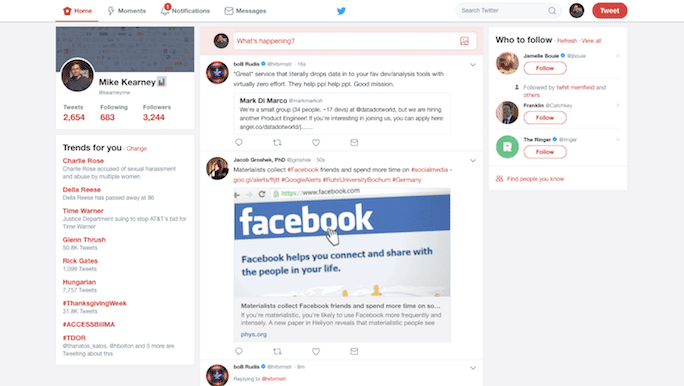 Home
Moments
1
Notifications
Messages
Search Twitter
Tweet
Mike Kearney
@kearneymw
Tweets Following Followers
2,654 683 3,244
Trends for you · Change
Charlie Rose
Charlie Rose accused of sexual harassment
and abuse by multiple women
Della Reese
Della Reese has passed away at 86
Time Warner
Justice Department suing to stop AT&T's bid for
Time Warner
Glenn Thrush
50.8K Tweets
Rick Gates
1,099 Tweets
Hungarian
7,757 Tweets
#ThanksgivingWeek
31.8K Tweets
#ACCESSBIIMA
#TDOR
@thanatos_kalos, @hbolton and 5 more are
Tweeting about this
What's happening?
boB Rudis @hrbrmstr · 18s
"Great" service that literally drops data in to your fav dev/analysis tools with
virtually zero effort. They help ppl help ppl. Good mission.
Mark Di Marco @markmarkoh
We're a small group (34 people, ~17 devs) at @datadotworld, but we are hiring
another Product Engineer! If you're interesting in joining us, you can apply here:
angel.co/datadotworld/j……
Jacob Groshek, PhD @jgroshek · 50s
Materialists collect #Facebook friends and spend more time on #socialmedia -
goo.gl/alerts/ftjtt #GoogleAlerts #RuhrUniversityBochum #Germany
https://www.facebook.com
facebook
Facebook helps you connect and share with
the people in your life.
Materialists collect Facebook friends and spend more time on so...
If you're materialistic, you're likely to use Facebook more frequently and
intensely. A new paper in Heliyon reveals that materialistic people see
phys.org
boB Rudis @hrbrmstr · 8m
Replying to @hrbrmstr
Who to follow · Refresh · View all
Jamelle Bouie @jbouie
Follow
Followed by whit merrifield and
others
Franklin @Catchkey
Follow
The Ringer @ringer
Follow
Find people you know